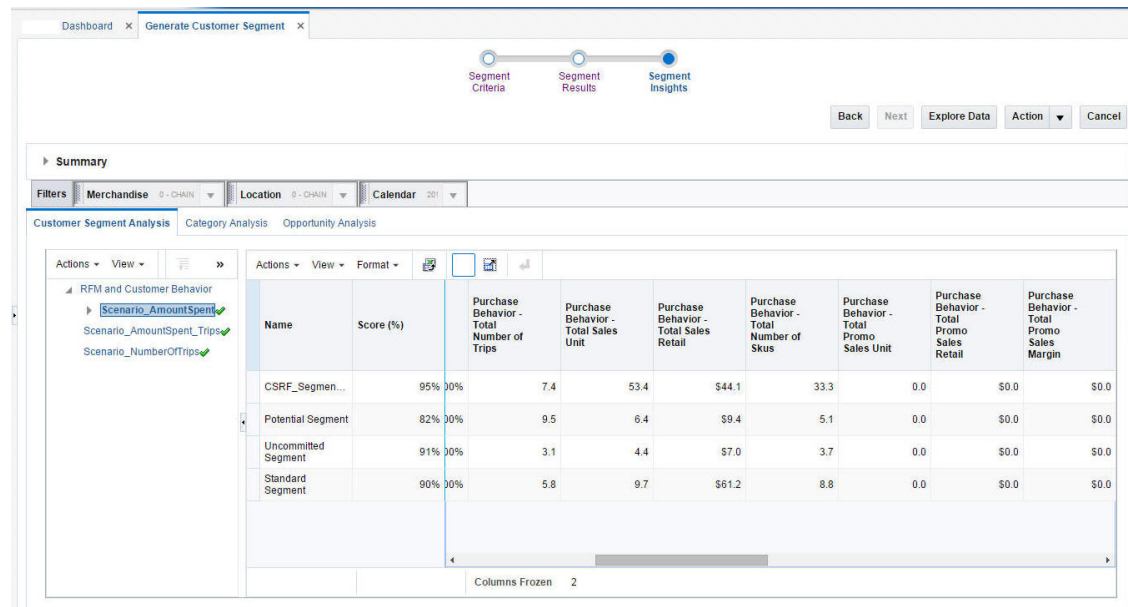 Dashboard × Generate Customer Segment ×
Segment Criteria
Segment Results
Segment Insights
Back Next Explore Data Action Cancel
Summary
Filters Merchandise 0 - CHAIN Location 0 - CHAIN Calendar 201
Customer Segment Analysis Category Analysis Opportunity Analysis
Actions View »
RFM and Customer Behavior
Scenario_AmountSpent
Scenario_AmountSpent_Trips
Scenario_NumberOfTrips
Actions View Format
Name Score (%) Purchase Behavior - Total Number of Trips Purchase Behavior - Total Sales Unit Purchase Behavior - Total Sales Retail Purchase Behavior - Total Number of Skus Purchase Behavior - Total Promo Sales Unit Purchase Behavior - Total Promo Sales Retail Purchase Behavior - Total Promo Sales Margin
CSRF_Segmen... 95% 00% 7.4 53.4 $44.1 33.3 0.0 $0.0 $0.0
Potential Segment 82% 00% 9.5 6.4 $9.4 5.1 0.0 $0.0 $0.0
Uncommitted Segment 91% 00% 3.1 4.4 $7.0 3.7 0.0 $0.0 $0.0
Standard Segment 90% 00% 5.8 9.7 $61.2 8.8 0.0 $0.0 $0.0
Columns Frozen 2